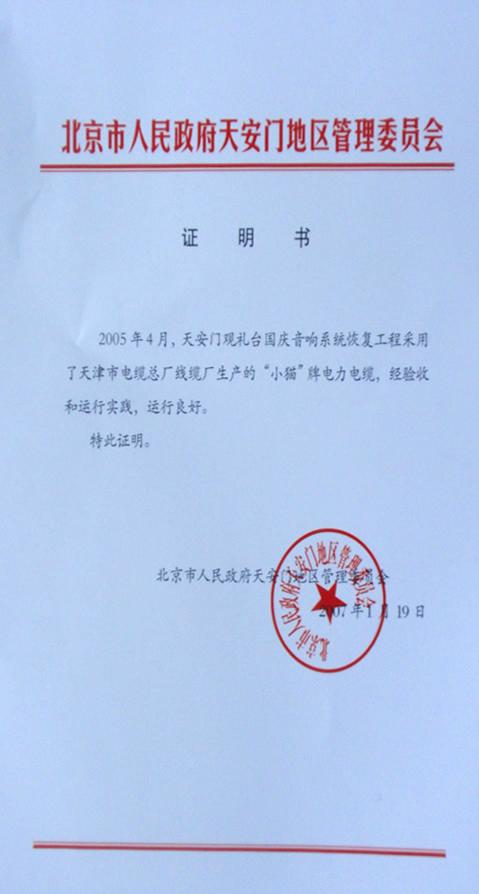 北京市人民政府天安门地区管理委员会
证 明 书
2005年4月，天安门观礼台国庆音响系统恢复工程采用
了天津市电缆总厂线缆厂生产的“小猫”牌电力电缆，经验收
和运行实践，运行良好。
特此证明。
北京市人民政府天安门地区管理委员会
2007年1月19日
北京市人民政府天安门地区管理委员会